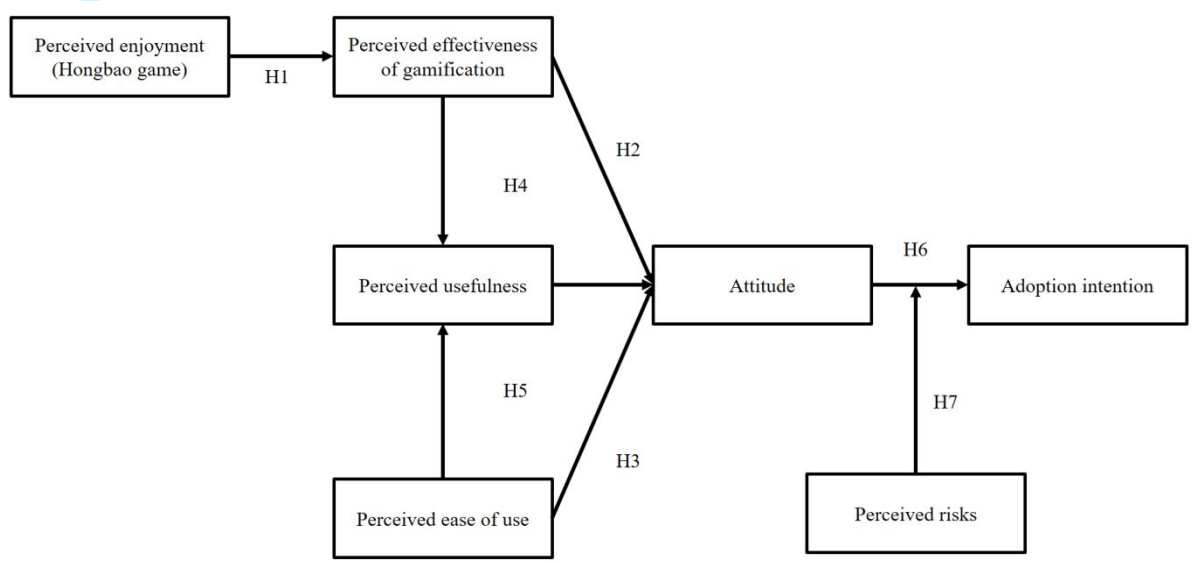 Perceived enjoyment
(Hongbao game)
H1
Perceived effectiveness
of gamification
H2
H4
Perceived usefulness
Attitude
H6
Adoption intention
H5
H7
H3
Perceived ease of use
Perceived risks